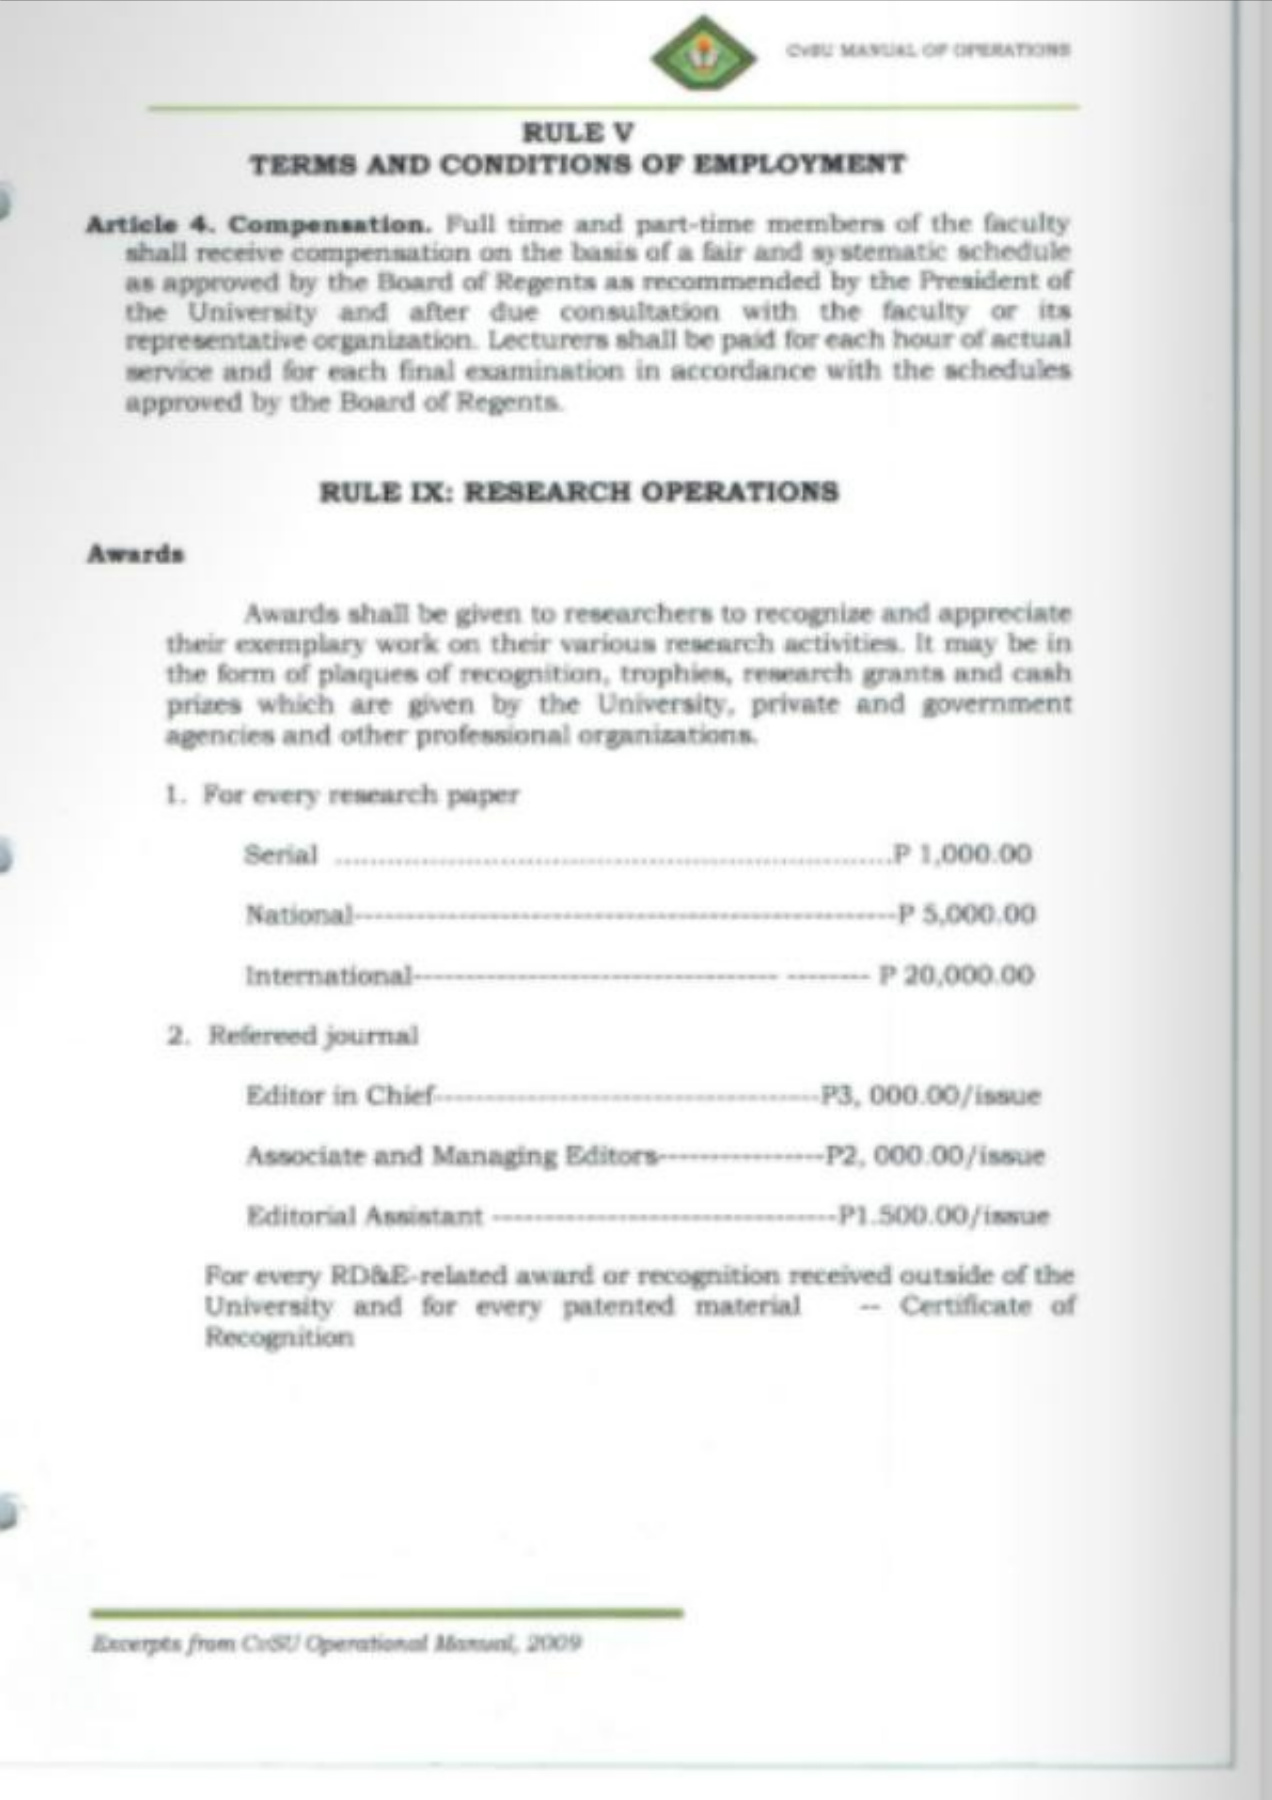 CvSU MANUAL OF OPERATIONS
RULE V
TERMS AND CONDITIONS OF EMPLOYMENT
Article 4. Compensation. Full time and part-time members of the faculty
shall receive compensation on the basis of a fair and systematic schedule
as approved by the Board of Regents as recommended by the President of
the University and after due consultation with the faculty or its
representative organization. Lecturers shall be paid for each hour of actual
service and for each final examination in accordance with the schedules
approved by the Board of Regents.
RULE IX: RESEARCH OPERATIONS
Awards
Awards shall be given to researchers to recognize and appreciate
their exemplary work on their various research activities. It may be in
the form of plaques of recognition, trophies, research grants and cash
prizes which are given by the University, private and government
agencies and other professional organizations.
1. For every research paper
Serial ................................................................P 1,000.00
National----------------------------------------------------P 5,000.00
International----------------------------------- -------- P 20,000.00
2. Refereed journal
Editor in Chief-------------------------------------P3, 000.00/issue
Associate and Managing Editors----------------P2, 000.00/issue
Editorial Assistant ---------------------------------P1.500.00/issue
For every RD&E-related award or recognition received outside of the
University and for every patented material -- Certificate of
Recognition
Excerpts from CvSU Operational Manual, 2009